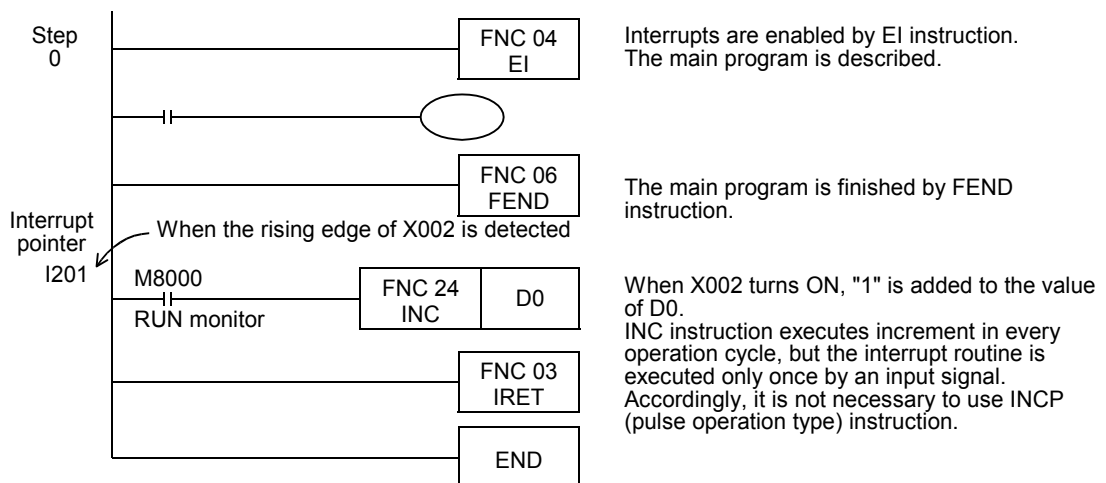 Step
0
FNC 04
EI
Interrupts are enabled by EI instruction.
The main program is described.
FNC 06
FEND
The main program is finished by FEND
instruction.
Interrupt
pointer
I201
When the rising edge of X002 is detected
M8000
RUN monitor
FNC 24
INC
D0
When X002 turns ON, "1" is added to the value
of D0.
INC instruction executes increment in every
operation cycle, but the interrupt routine is
executed only once by an input signal.
Accordingly, it is not necessary to use INCP
(pulse operation type) instruction.
FNC 03
IRET
END